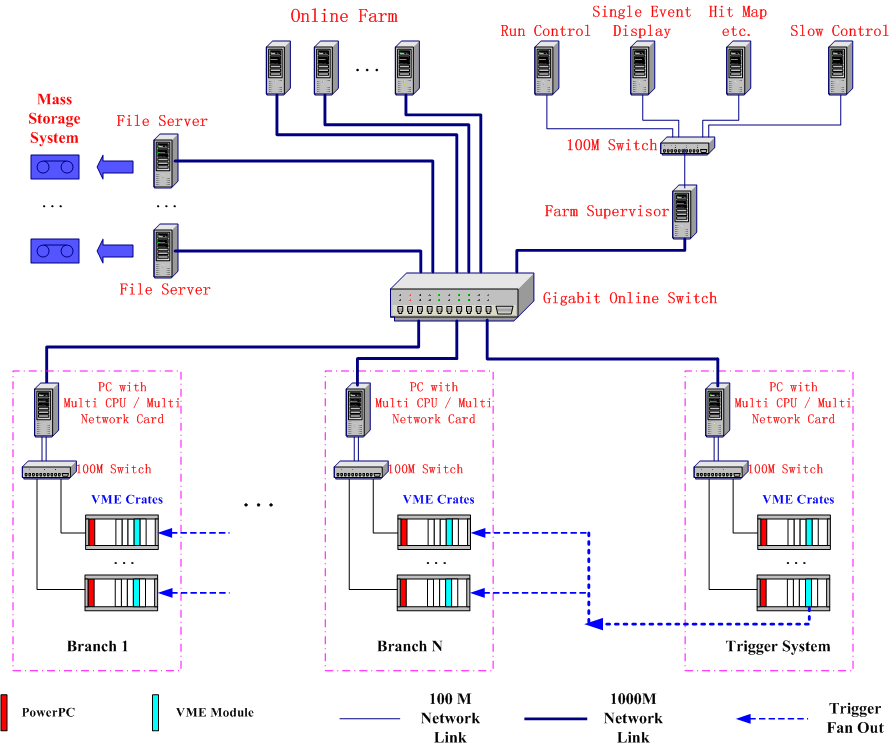 Online Farm
Run Control
Single Event
Display
Hit Map
etc.
Slow Control
...
Mass
Storage
System
File Server
100M Switch
...
...
Farm Supervisor
File Server
Gigabit Online Switch
PC with
Multi CPU / Multi
Network Card
100M Switch
VME Crates
...
Branch 1
...
PC with
Multi CPU / Multi
Network Card
100M Switch
VME Crates
...
Branch N
PC with
Multi CPU / Multi
Network Card
100M Switch
VME Crates
...
Trigger System
PowerPC
VME Module
100 M
Network
Link
1000M
Network
Link
Trigger
Fan Out